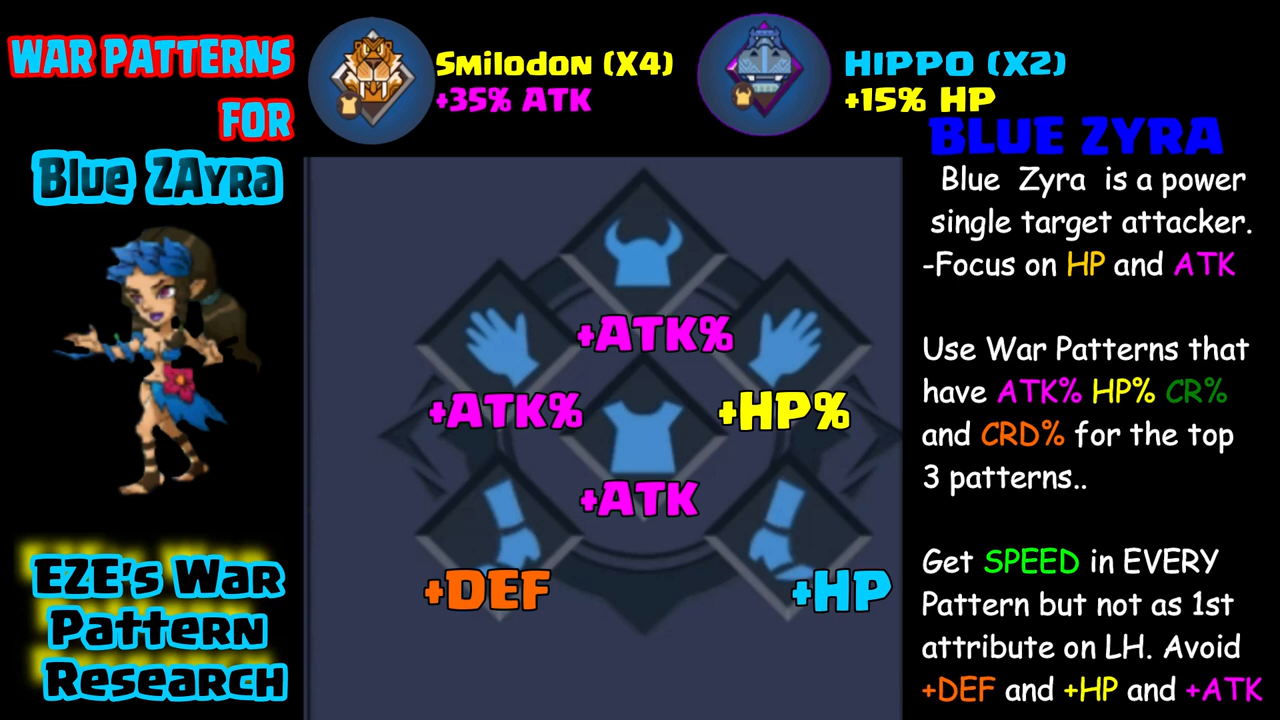 WAR PATTERNS
FOR
Blue ZAyra
EZE's War
Pattern
Research
Smilodon (X4)
+35% ATK
HIPPO (X2)
+15% HP
+ATK%
+ATK%
+HP%
+ATK
+DEF
+HP
BLUE ZYRA
Blue Zyra is a power
single target attacker.
-Focus on HP and ATK
Use War Patterns that
have ATK% HP% CR%
and CRD% for the top
3 patterns..
Get SPEED in EVERY
Pattern but not as 1st
attribute on LH. Avoid
+DEF and +HP and +ATK